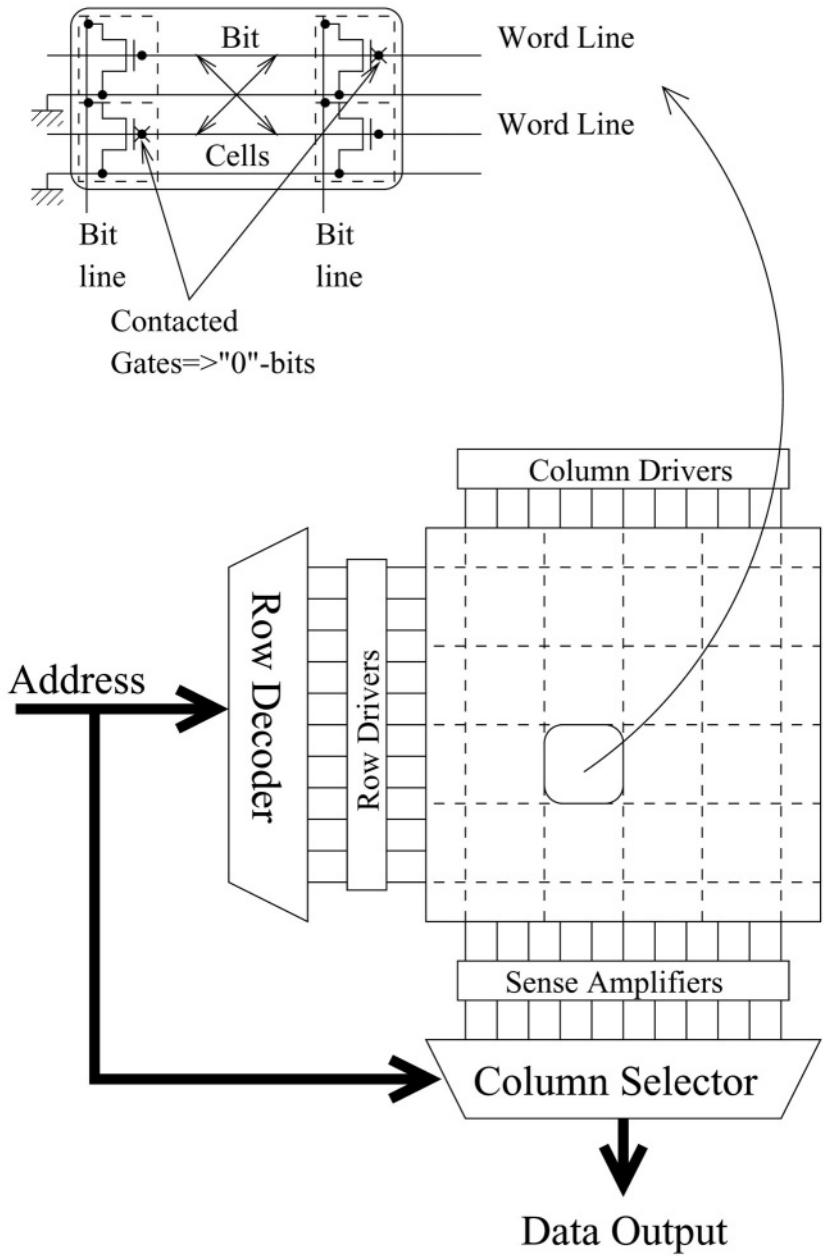 Bit
Word Line
Word Line
Cells
Bit
line
Bit
line
Contacted
Gates=>"0"-bits
Column Drivers
Row Decoder
Row Drivers
Address
Sense Amplifiers
Column Selector
Data Output